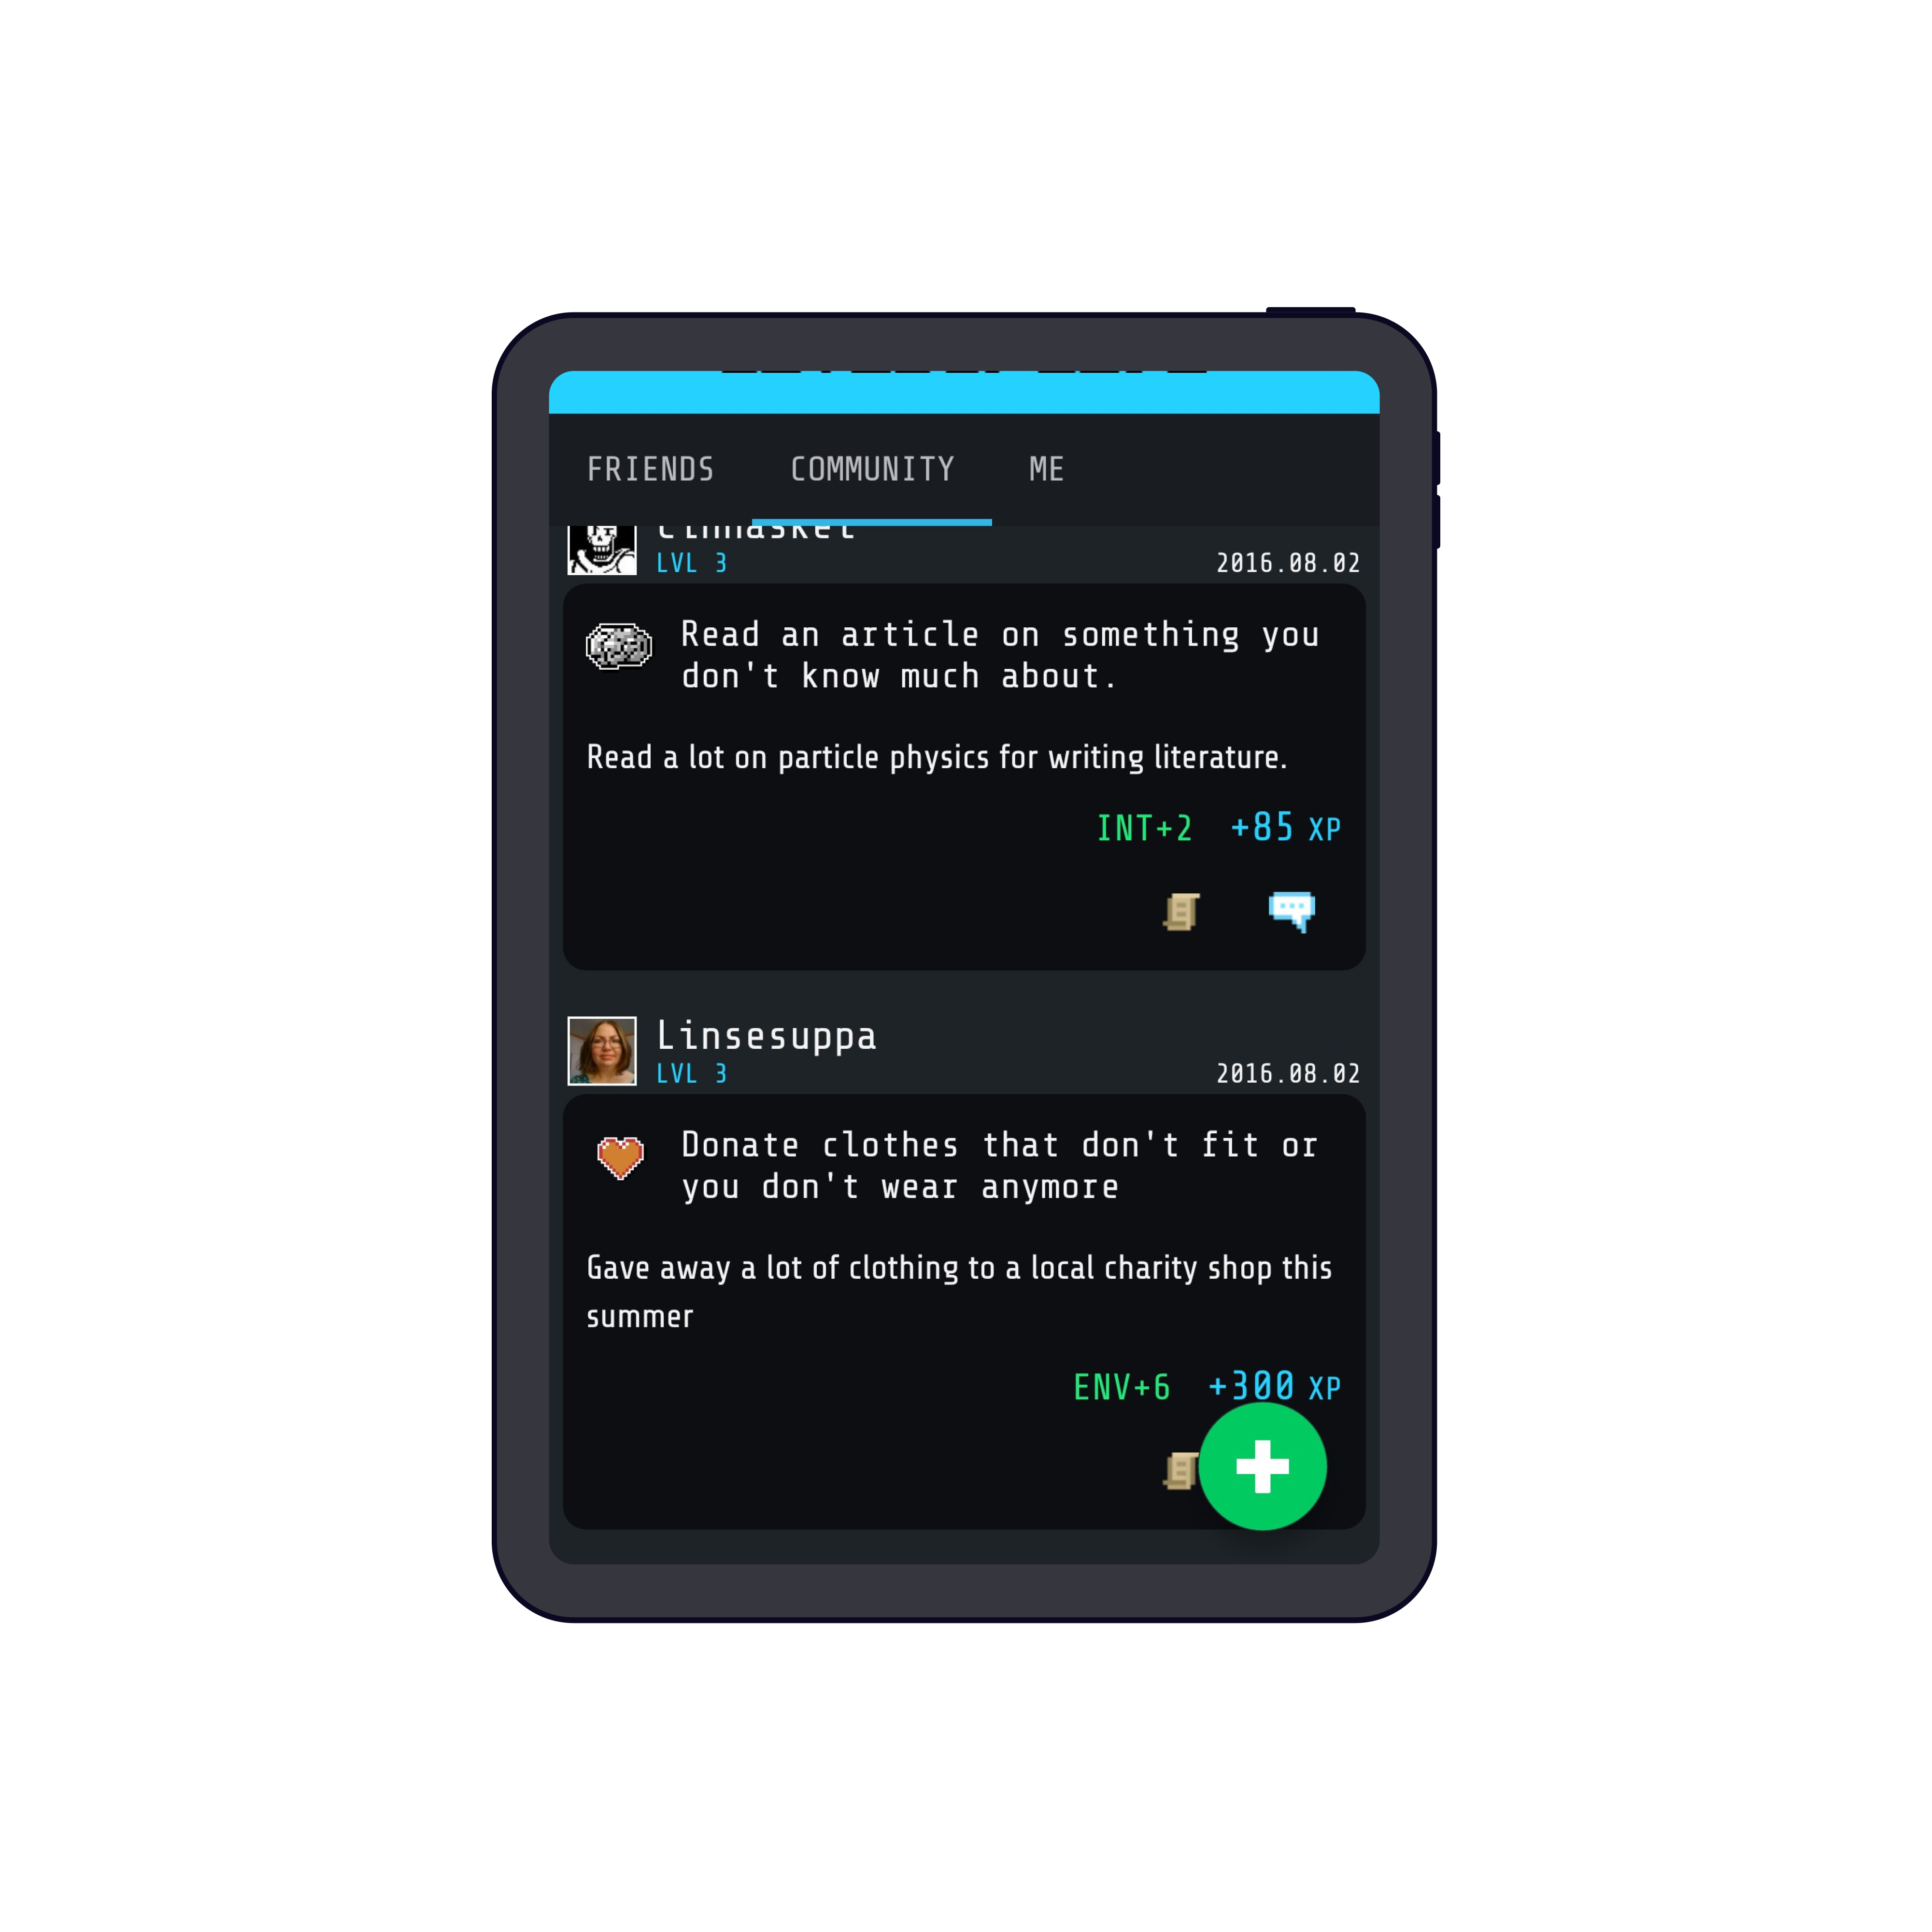 FRIENDS COMMUNITY ME
LVL 3 2016.08.02
Read an article on something you
don't know much about.
Read a lot on particle physics for writing literature.
INT+2 +85 XP
Linsesuppa
LVL 3 2016.08.02
Donate clothes that don't fit or
you don't wear anymore
Gave away a lot of clothing to a local charity shop this
summer
ENV+6 +300 XP